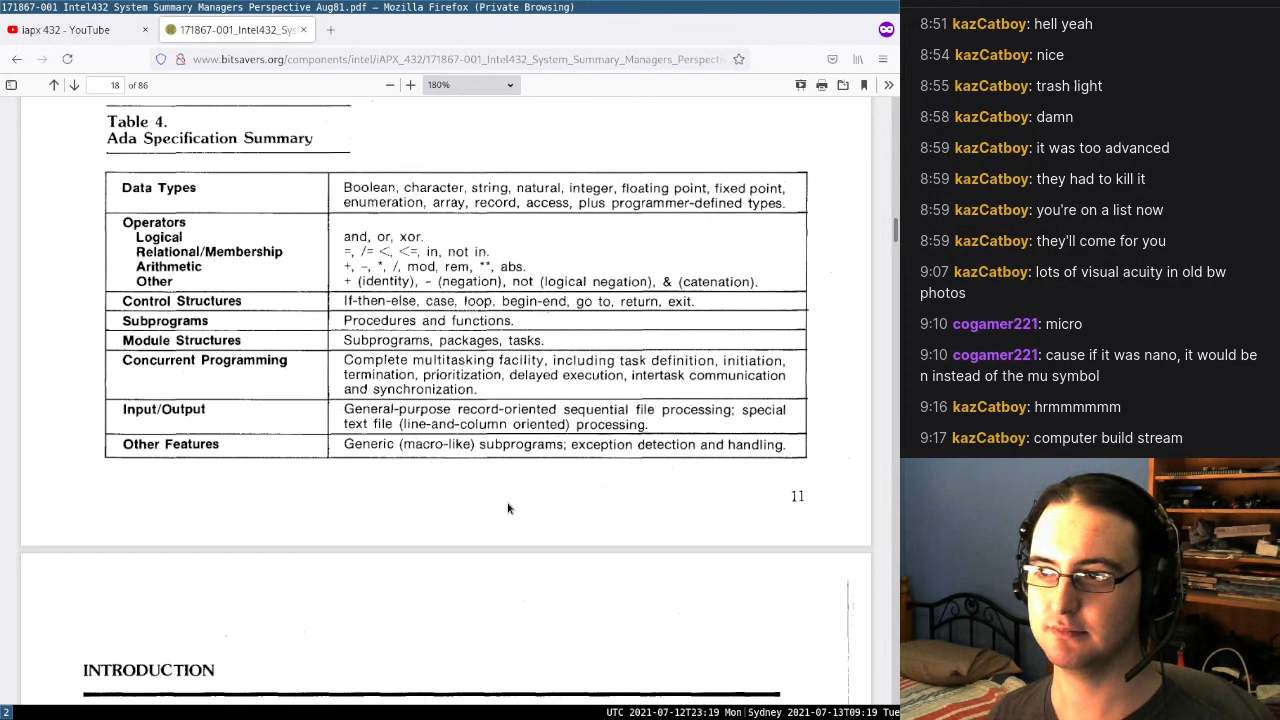 171867-001 Intel432 System Summary Managers Perspective Aug81.pdf – Mozilla Firefox (Private Browsing)
iapx 432 - YouTube
171867-001_Intel432_Sys
www.bitsavers.org/components/intel/iAPX_432/171867-001_Intel432_System_Summary_Managers_Perspectiv
18 of 86
180%
Table 4.
Ada Specification Summary
Data Types
Boolean, character, string, natural, integer, floating point, fixed point,
enumeration, array, record, access, plus programmer-defined types.
Operators
Logical
and, or, xor.
Relational/Membership
=, /= <, <=, in, not in.
Arithmetic
+, –, *, /, mod, rem, **, abs.
Other
+ (identity), – (negation), not (logical negation), & (catenation).
Control Structures
If-then-else, case, loop, begin-end, go to, return, exit.
Subprograms
Procedures and functions.
Module Structures
Subprograms, packages, tasks.
Concurrent Programming
Complete multitasking facility, including task definition, initiation,
termination, prioritization, delayed execution, intertask communication
and synchronization.
Input/Output
General-purpose record-oriented sequential file processing; special
text file (line-and-column oriented) processing.
Other Features
Generic (macro-like) subprograms; exception detection and handling.
11
INTRODUCTION
2
UTC 2021-07-12T23:19 Mon Sydney 2021-07-13T09:19 Tue
8:51 kazCatboy: hell yeah
8:54 kazCatboy: nice
8:55 kazCatboy: trash light
8:58 kazCatboy: damn
8:59 kazCatboy: it was too advanced
8:59 kazCatboy: they had to kill it
8:59 kazCatboy: you're on a list now
8:59 kazCatboy: they'll come for you
9:07 kazCatboy: lots of visual acuity in old bw
photos
9:10 cogamer221: micro
9:10 cogamer221: cause if it was nano, it would be
n instead of the mu symbol
9:16 kazCatboy: hrmmmmmm
9:17 kazCatboy: computer build stream